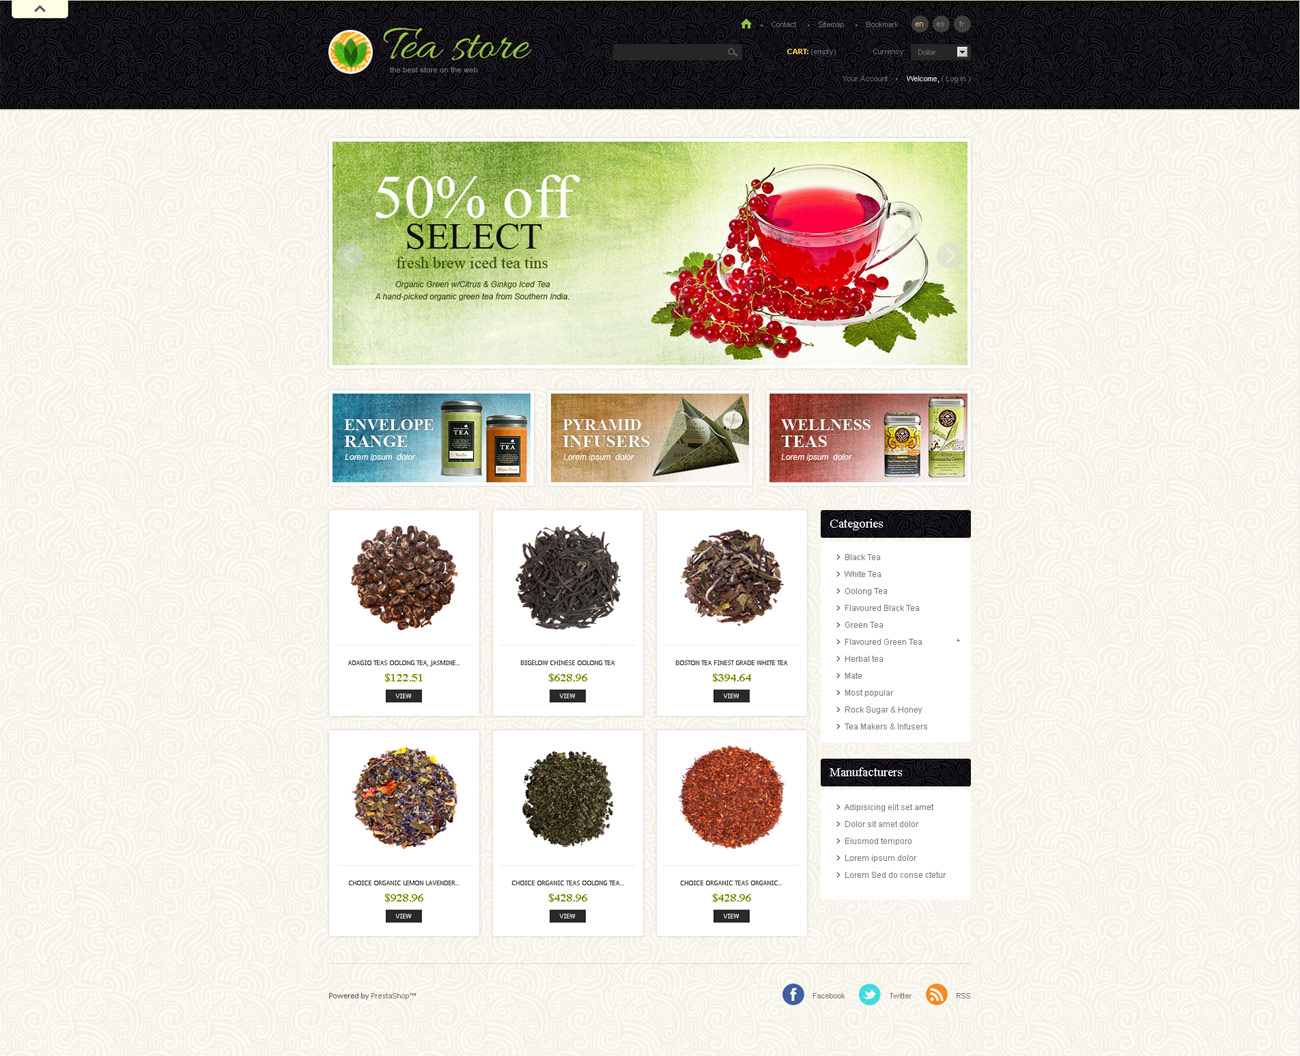 Contact
Sitemap
Bookmark
en
es
fr
Tea store
the best store on the web
CART: (empty)
Currency:
Dollar
Your Account
Welcome, ( Log in )
50% off
SELECT
fresh brew iced tea tins
Organic Green w/Citrus & Ginkgo Iced Tea
A hand-picked organic green tea from Southern India.
ENVELOPE
RANGE
Lorem ipsum dolor
TEA
TEA
PYRAMID
INFUSERS
Lorem ipsum dolor
WELLNESS
TEAS
Lorem ipsum dolor
ADAGIO TEAS OOLONG TEA, JASMINE...
$122.51
VIEW
BIGELOW CHINESE OOLONG TEA
$628.96
VIEW
BOSTON TEA FINEST GRADE WHITE TEA
$394.64
VIEW
CHOICE ORGANIC LEMON LAVENDER...
$928.96
VIEW
CHOICE ORGANIC TEAS OOLONG TEA...
$428.96
VIEW
CHOICE ORGANIC TEAS ORGANIC...
$428.96
VIEW
Categories
Black Tea
White Tea
Oolong Tea
Flavoured Black Tea
Green Tea
Flavoured Green Tea +
Herbal tea
Mate
Most popular
Rock Sugar & Honey
Tea Makers & Infusers
Manufacturers
Adipisicing elit set amet
Dolor sit amet dolor
Eiusmod temporo
Lorem ipsum dolor
Lorem Sed do conse ctetur
Powered by PrestaShop™
Facebook
Twitter
RSS